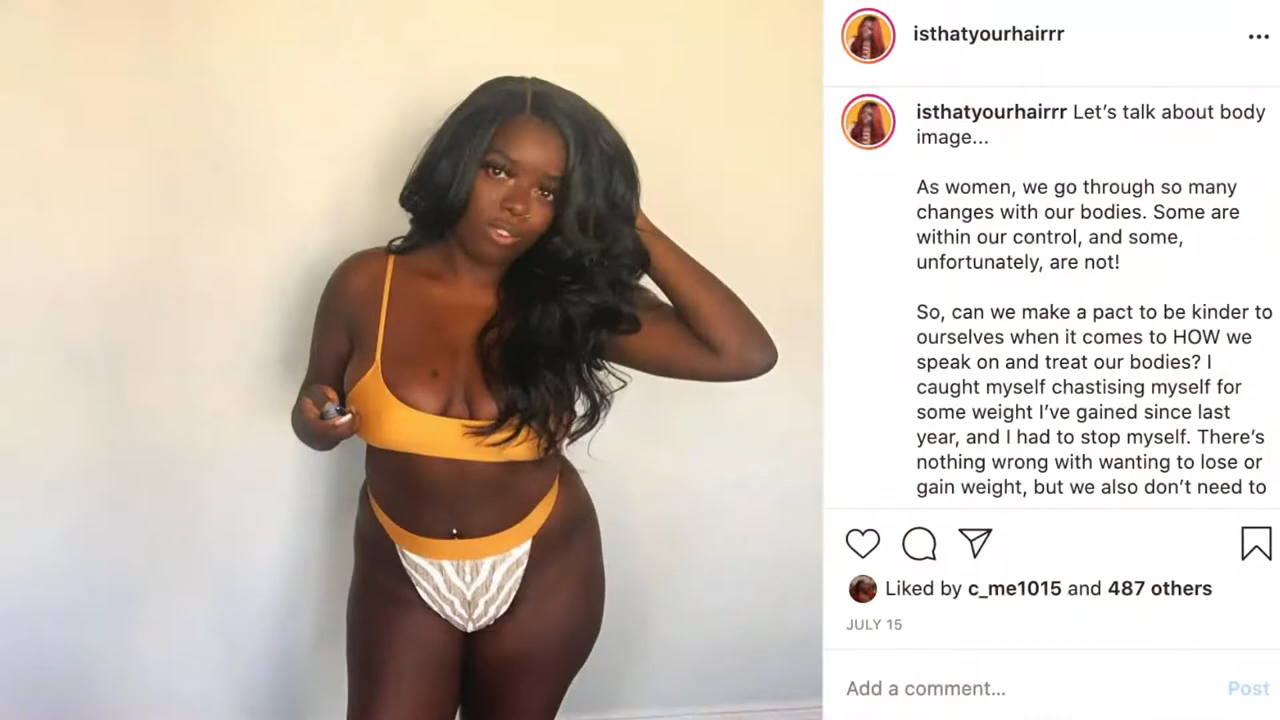 isthatyourhairrr
isthatyourhairrr Let’s talk about body
image...
As women, we go through so many
changes with our bodies. Some are
within our control, and some,
unfortunately, are not!
So, can we make a pact to be kinder to
ourselves when it comes to HOW we
speak on and treat our bodies? I
caught myself chastising myself for
some weight I’ve gained since last
year, and I had to stop myself. There’s
nothing wrong with wanting to lose or
gain weight, but we also don’t need to
Liked by c_me1015 and 487 others
JULY 15
Add a comment...
Post